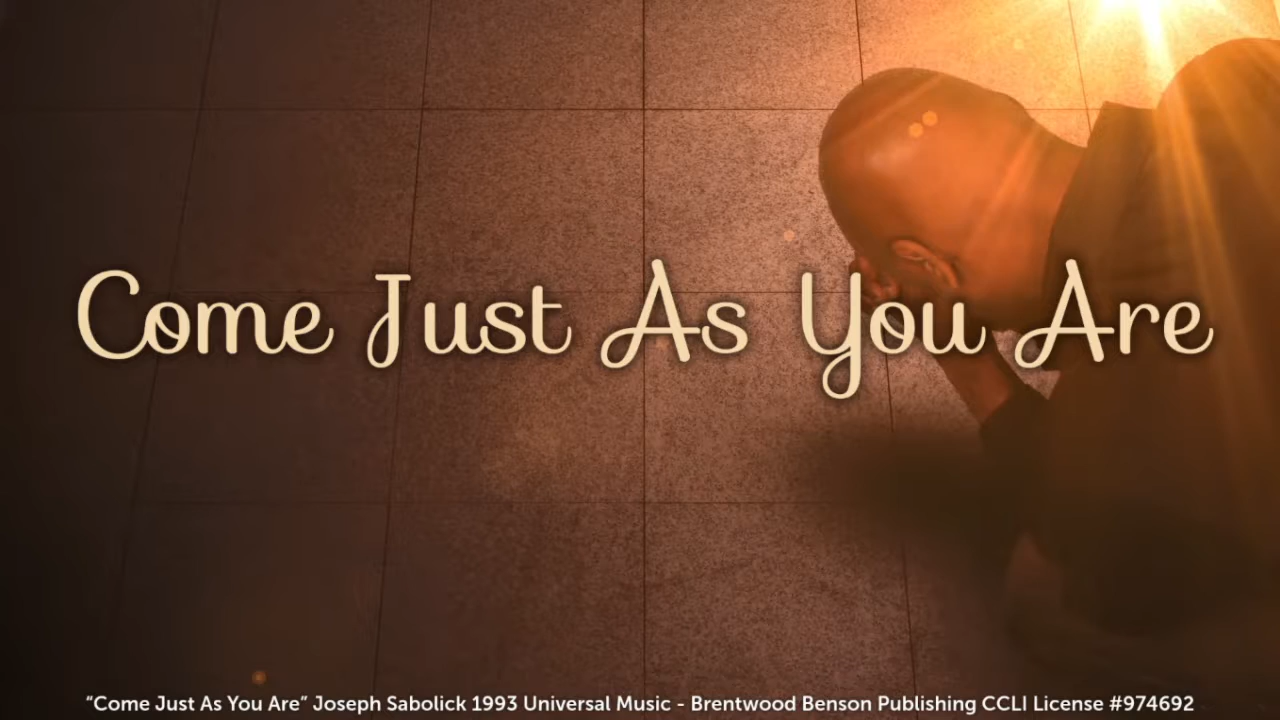 Come Just As You Are
“Come Just As You Are” Joseph Sabolick 1993 Universal Music - Brentwood Benson Publishing CCLI License #974692